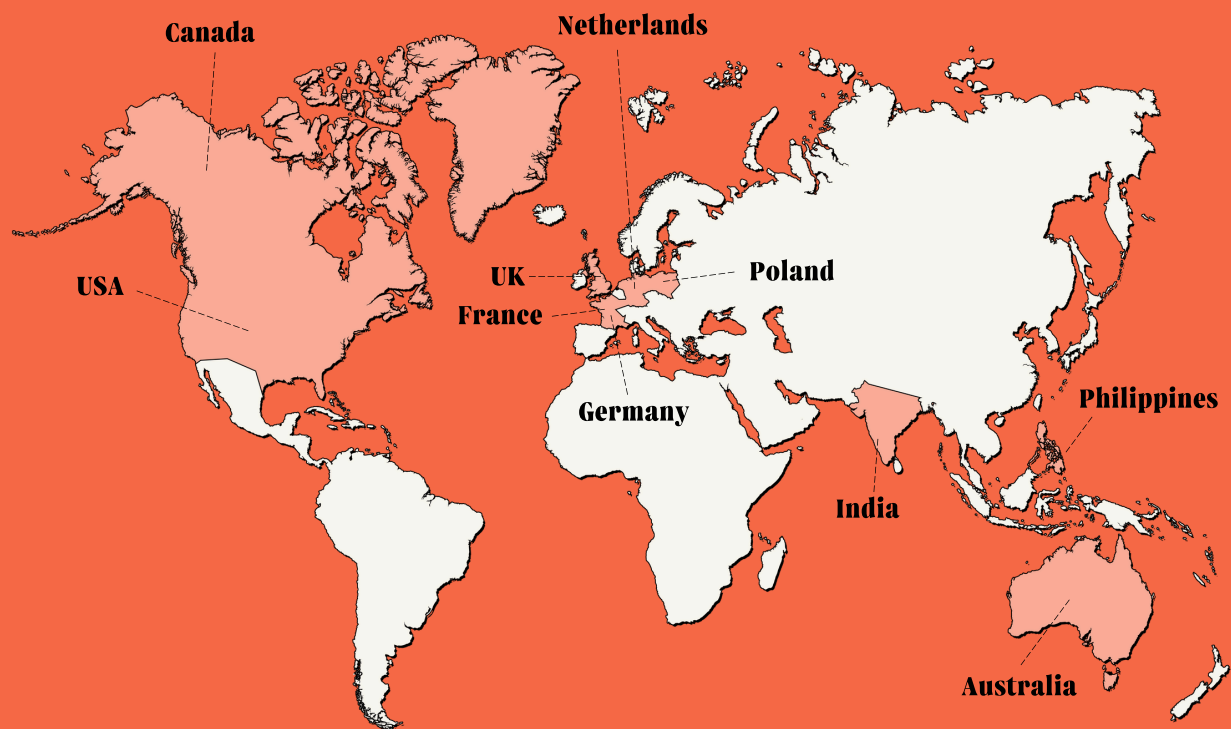 Netherlands
Canada
UK
Poland
USA
France
Philippines
Germany
India
Australia